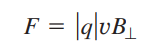 F = |q|vB⊥